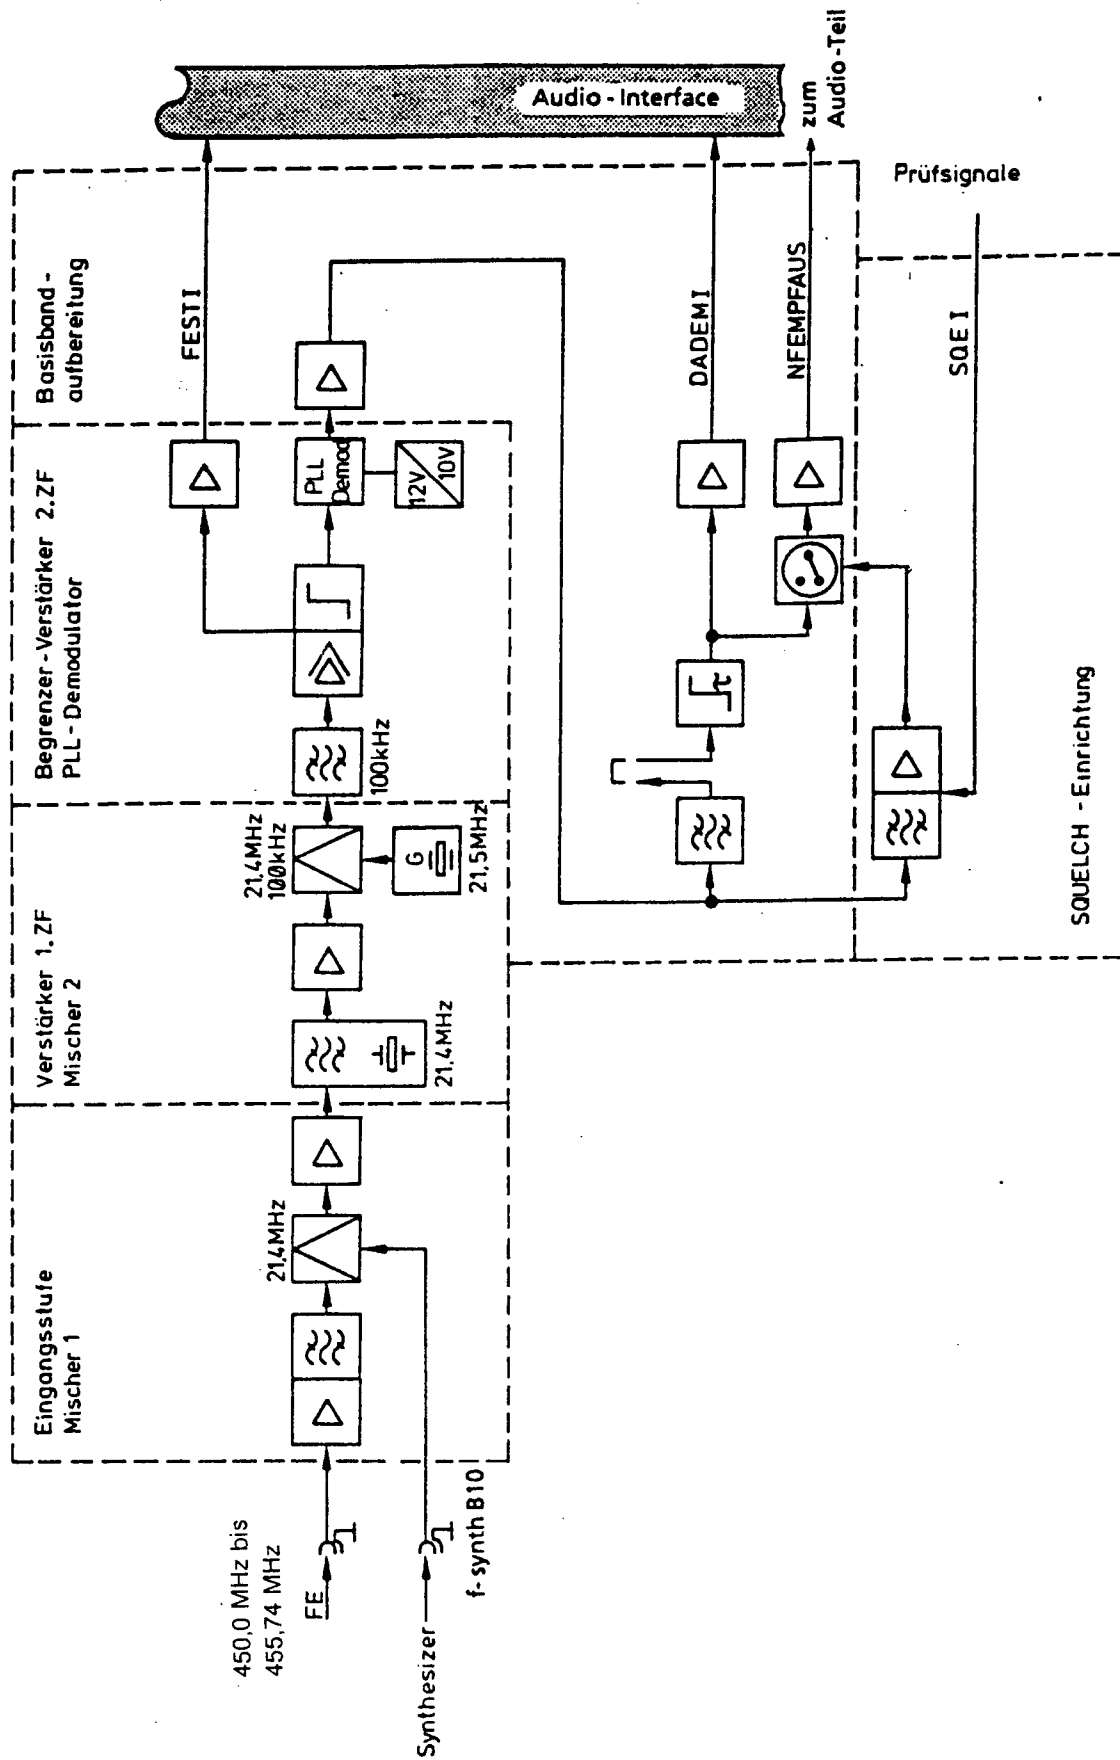 450,0 MHz bis
455,74 MHz
FE
Synthesizer
f-synth B10
Eingangsstufe
Mischer 1
21,4MHz
Verstärker 1.ZF
Mischer 2
21,4MHz
21,4MHz
100kHz
G
21,5MHz
Begrenzer-Verstärker 2.ZF
PLL-Demodulator
100kHz
PLL
Demod
12V
10V
Basisband-
aufbereitung
FESTI
DADEMI
NFEMPFAUS
SQEI
Audio-Interface
zum
Audio-Teil
Prüfsignale
SQUELCH - Einrichtung